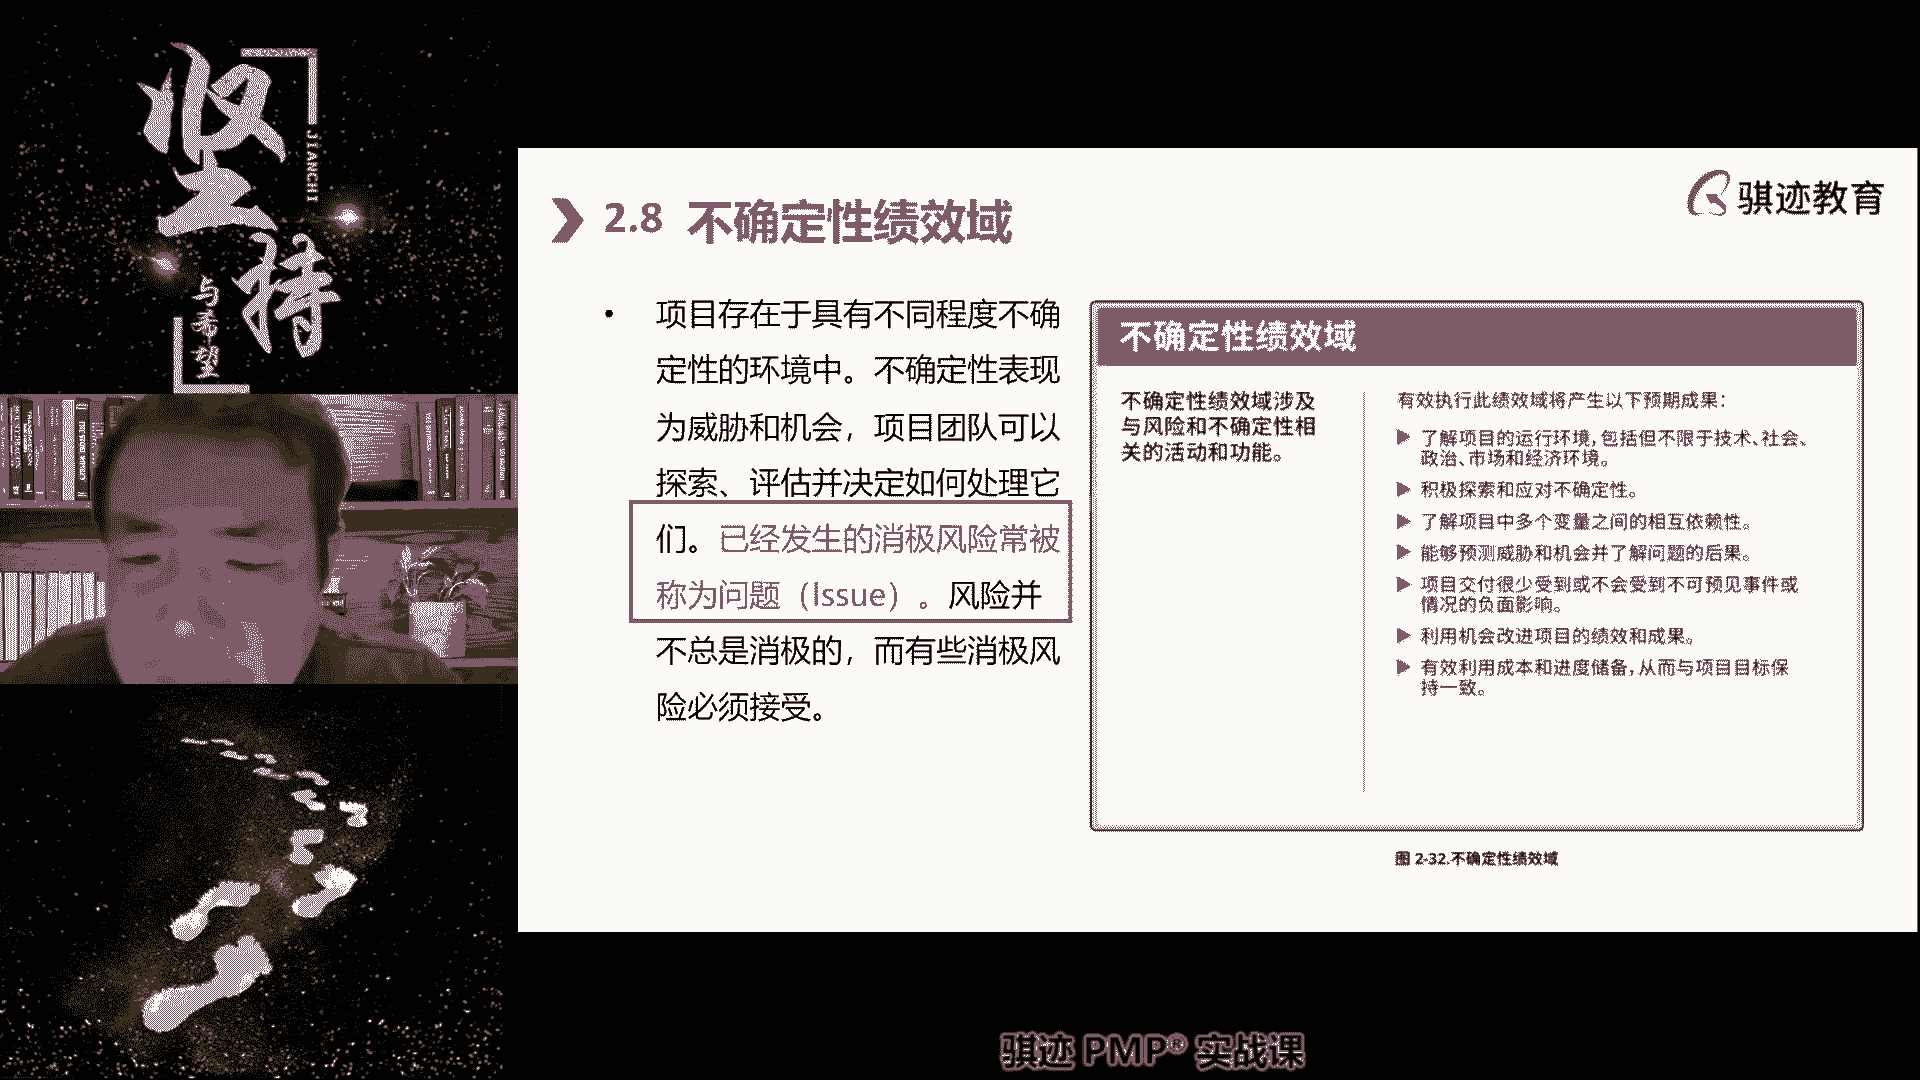 坚持
JIANCHI
与希望
骐迹教育
2.8 不确定性绩效域
• 项目存在于具有不同程度不确
定性的环境中。不确定性表现
为威胁和机会，项目团队可以
探索、评估并决定如何处理它
们。已经发生的消极风险常被
称为问题（Issue）。风险并
不总是消极的，而有些消极风
险必须接受。
不确定性绩效域
不确定性绩效域涉及
与风险和不确定性相
关的活动和功能。
有效执行此绩效域将产生以下预期成果：
▶ 了解项目的运行环境，包括但不限于技术、社会、
政治、市场和经济环境。
▶ 积极探索和应对不确定性。
▶ 了解项目中多个变量之间的相互依赖性。
▶ 能够预测威胁和机会并了解问题的后果。
▶ 项目交付很少受到或不会受到不可预见事件或
情况的负面影响。
▶ 利用机会改进项目的绩效和成果。
▶ 有效利用成本和进度储备，从而与项目目标保
持一致。
图 2-32.不确定性绩效域
骐迹 PMP® 实战课